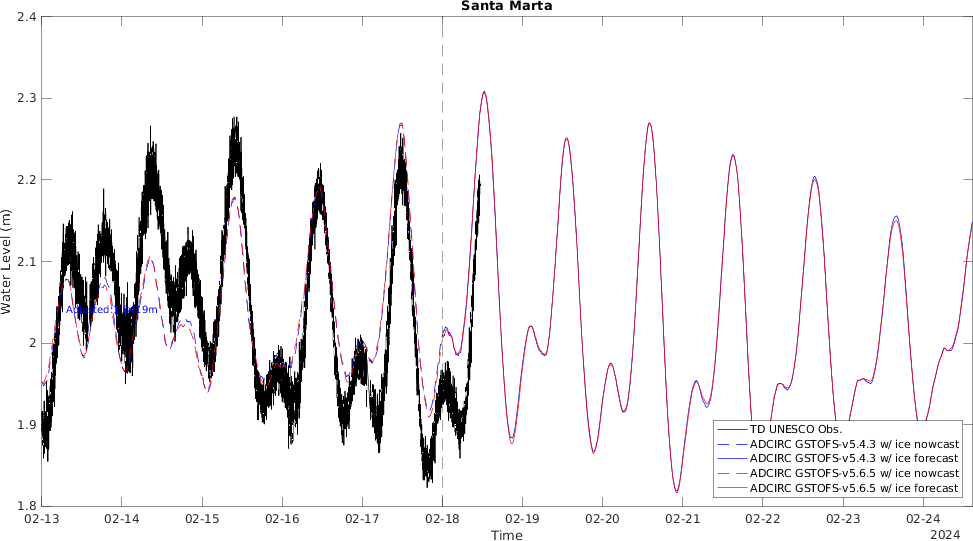 Santa Marta
2.4
2.3
2.2
2.1
2
1.9
1.8
Water Level (m)
02-13
02-14
02-15
02-16
02-17
02-18
02-19
02-20
02-21
02-22
02-23
02-24
2024
Time
TD UNESCO Obs.
ADCIRC GSTOFS-v5.4.3 w/ ice nowcast
ADCIRC GSTOFS-v5.4.3 w/ ice forecast
ADCIRC GSTOFS-v5.6.5 w/ ice nowcast
ADCIRC GSTOFS-v5.6.5 w/ ice forecast